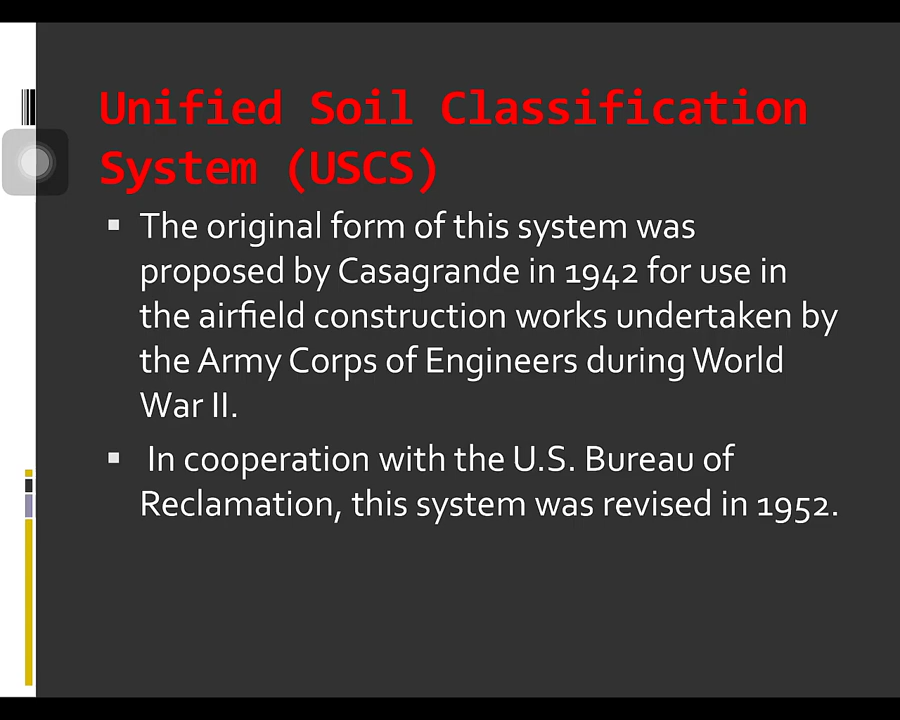 Unified Soil Classification
System (USCS)
The original form of this system was
proposed by Casagrande in 1942 for use in
the airfield construction works undertaken by
the Army Corps of Engineers during World
War II.
In cooperation with the U.S. Bureau of
Reclamation, this system was revised in 1952.